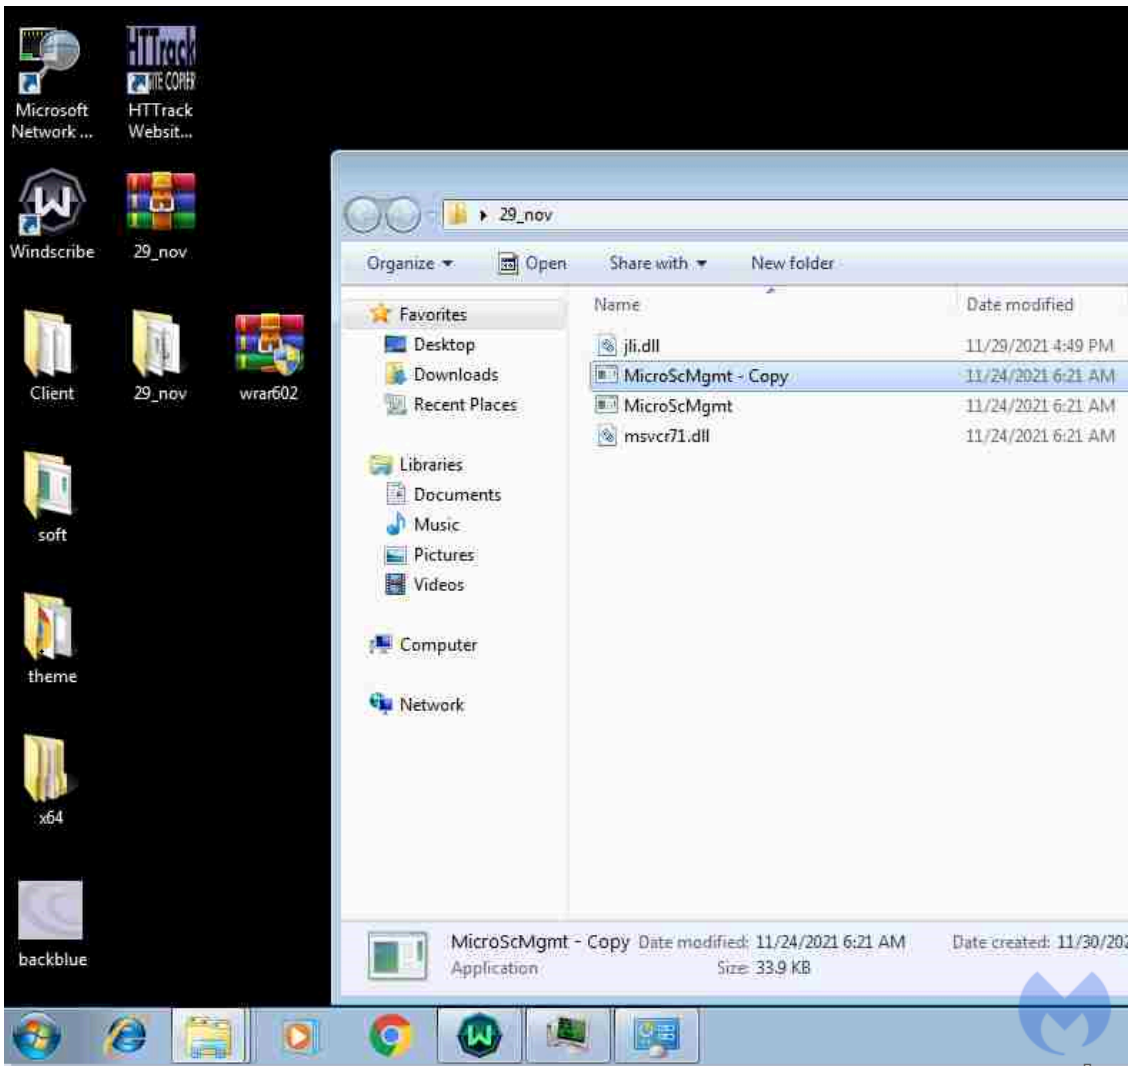 HTTrack
SITE COPIER
Microsoft
Network ...
HTTrack
Websit...
Windscribe
29_nov
Client
29_nov
wrar602
soft
theme
x64
backblue
29_nov
Organize
Open
Share with
New folder
Favorites
Desktop
Downloads
Recent Places
Libraries
Documents
Music
Pictures
Videos
Computer
Network
Name Date modified
jli.dll 11/29/2021 4:49 PM
MicroScMgmt - Copy 11/24/2021 6:21 AM
MicroScMgmt 11/24/2021 6:21 AM
msvcr71.dll 11/24/2021 6:21 AM
MicroScMgmt - Copy Date modified: 11/24/2021 6:21 AM Date created: 11/30/202
Application Size: 33.9 KB